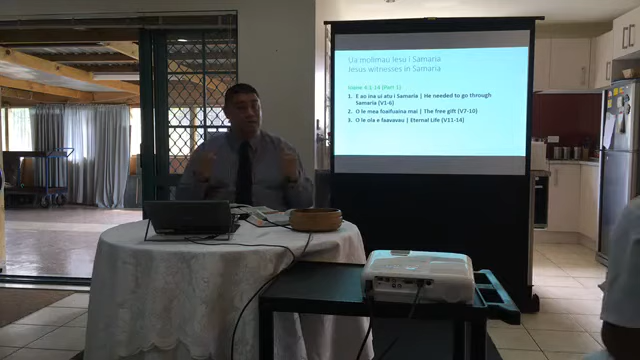 Ua molimau Iesu i Samaria
Jesus witnesses in Samaria
Ioane 4:1-14 (Part 1)
1. E ao ina ui atu i Samaria | He needed to go through
Samaria (V1-6)
2. O le mea foaifuaina mai | The free gift (V7-10)
3. O le ola e faavavau | Eternal Life (V11-14)